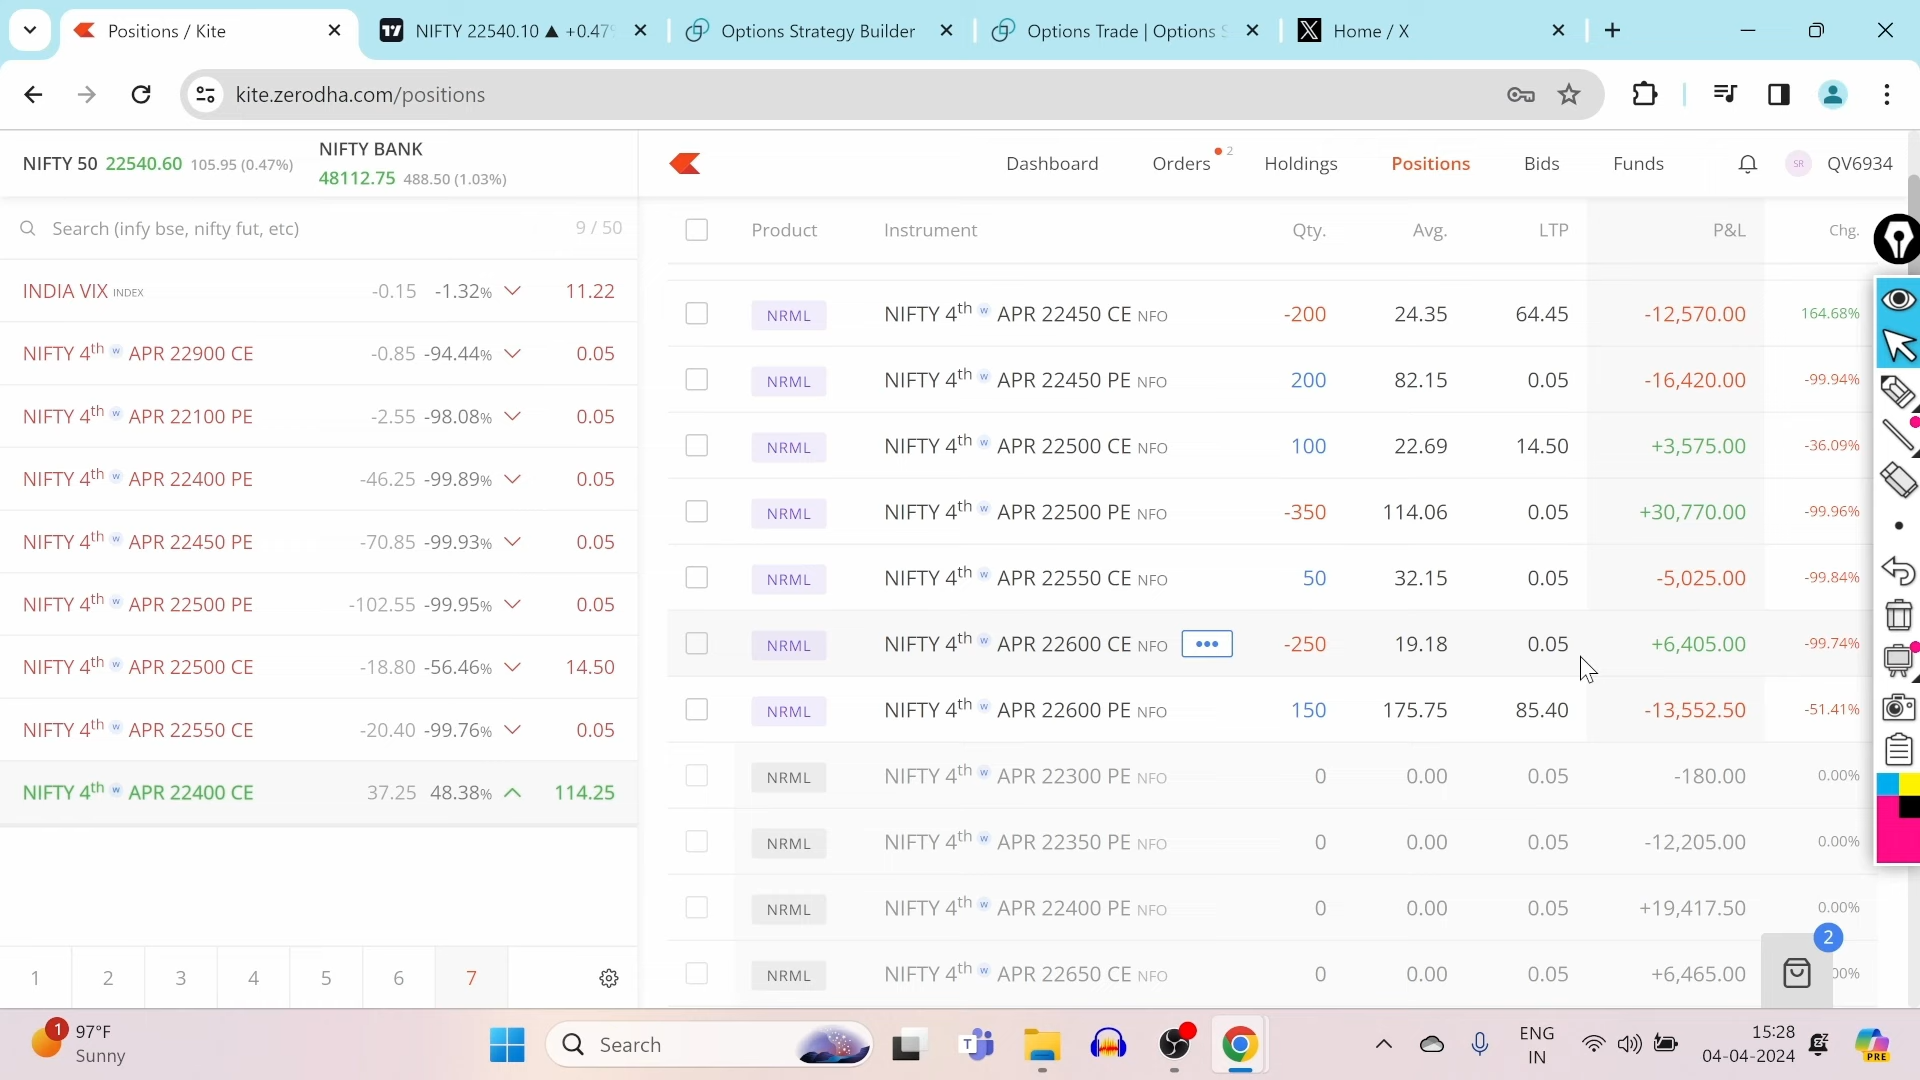 Positions / Kite
NIFTY 22540.10 ▲ +0.47%
Options Strategy Builder
Options Trade | Options S
Home / X
kite.zerodha.com/positions
NIFTY 50 22540.60 105.95 (0.47%)
NIFTY BANK
48112.75 488.50 (1.03%)
Dashboard Orders 2 Holdings Positions Bids Funds SR QV6934
Search (infy bse, nifty fut, etc) 9 / 50
INDIA VIX INDEX -0.15 -1.32% 11.22
NIFTY 4th w APR 22900 CE -0.85 -94.44% 0.05
NIFTY 4th w APR 22100 PE -2.55 -98.08% 0.05
NIFTY 4th w APR 22400 PE -46.25 -99.89% 0.05
NIFTY 4th w APR 22450 PE -70.85 -99.93% 0.05
NIFTY 4th w APR 22500 PE -102.55 -99.95% 0.05
NIFTY 4th w APR 22500 CE -18.80 -56.46% 14.50
NIFTY 4th w APR 22550 CE -20.40 -99.76% 0.05
NIFTY 4th w APR 22400 CE 37.25 48.38% 114.25
1 2 3 4 5 6 7
Product Instrument Qty. Avg. LTP P&L Chg.
NRML NIFTY 4th w APR 22450 CE NFO -200 24.35 64.45 -12,570.00 164.68%
NRML NIFTY 4th w APR 22450 PE NFO 200 82.15 0.05 -16,420.00 -99.94%
NRML NIFTY 4th w APR 22500 CE NFO 100 22.69 14.50 +3,575.00 -36.09%
NRML NIFTY 4th w APR 22500 PE NFO -350 114.06 0.05 +30,770.00 -99.96%
NRML NIFTY 4th w APR 22550 CE NFO 50 32.15 0.05 -5,025.00 -99.84%
NRML NIFTY 4th w APR 22600 CE NFO ••• -250 19.18 0.05 +6,405.00 -99.74%
NRML NIFTY 4th w APR 22600 PE NFO 150 175.75 85.40 -13,552.50 -51.41%
NRML NIFTY 4th w APR 22300 PE NFO 0 0.00 0.05 -180.00 0.00%
NRML NIFTY 4th w APR 22350 PE NFO 0 0.00 0.05 -12,205.00 0.00%
NRML NIFTY 4th w APR 22400 PE NFO 0 0.00 0.05 +19,417.50 0.00%
NRML NIFTY 4th w APR 22650 CE NFO 0 0.00 0.05 +6,465.00 00%
2
1
97°F
Sunny
Search
ENG
IN
15:28
04-04-2024
PRE